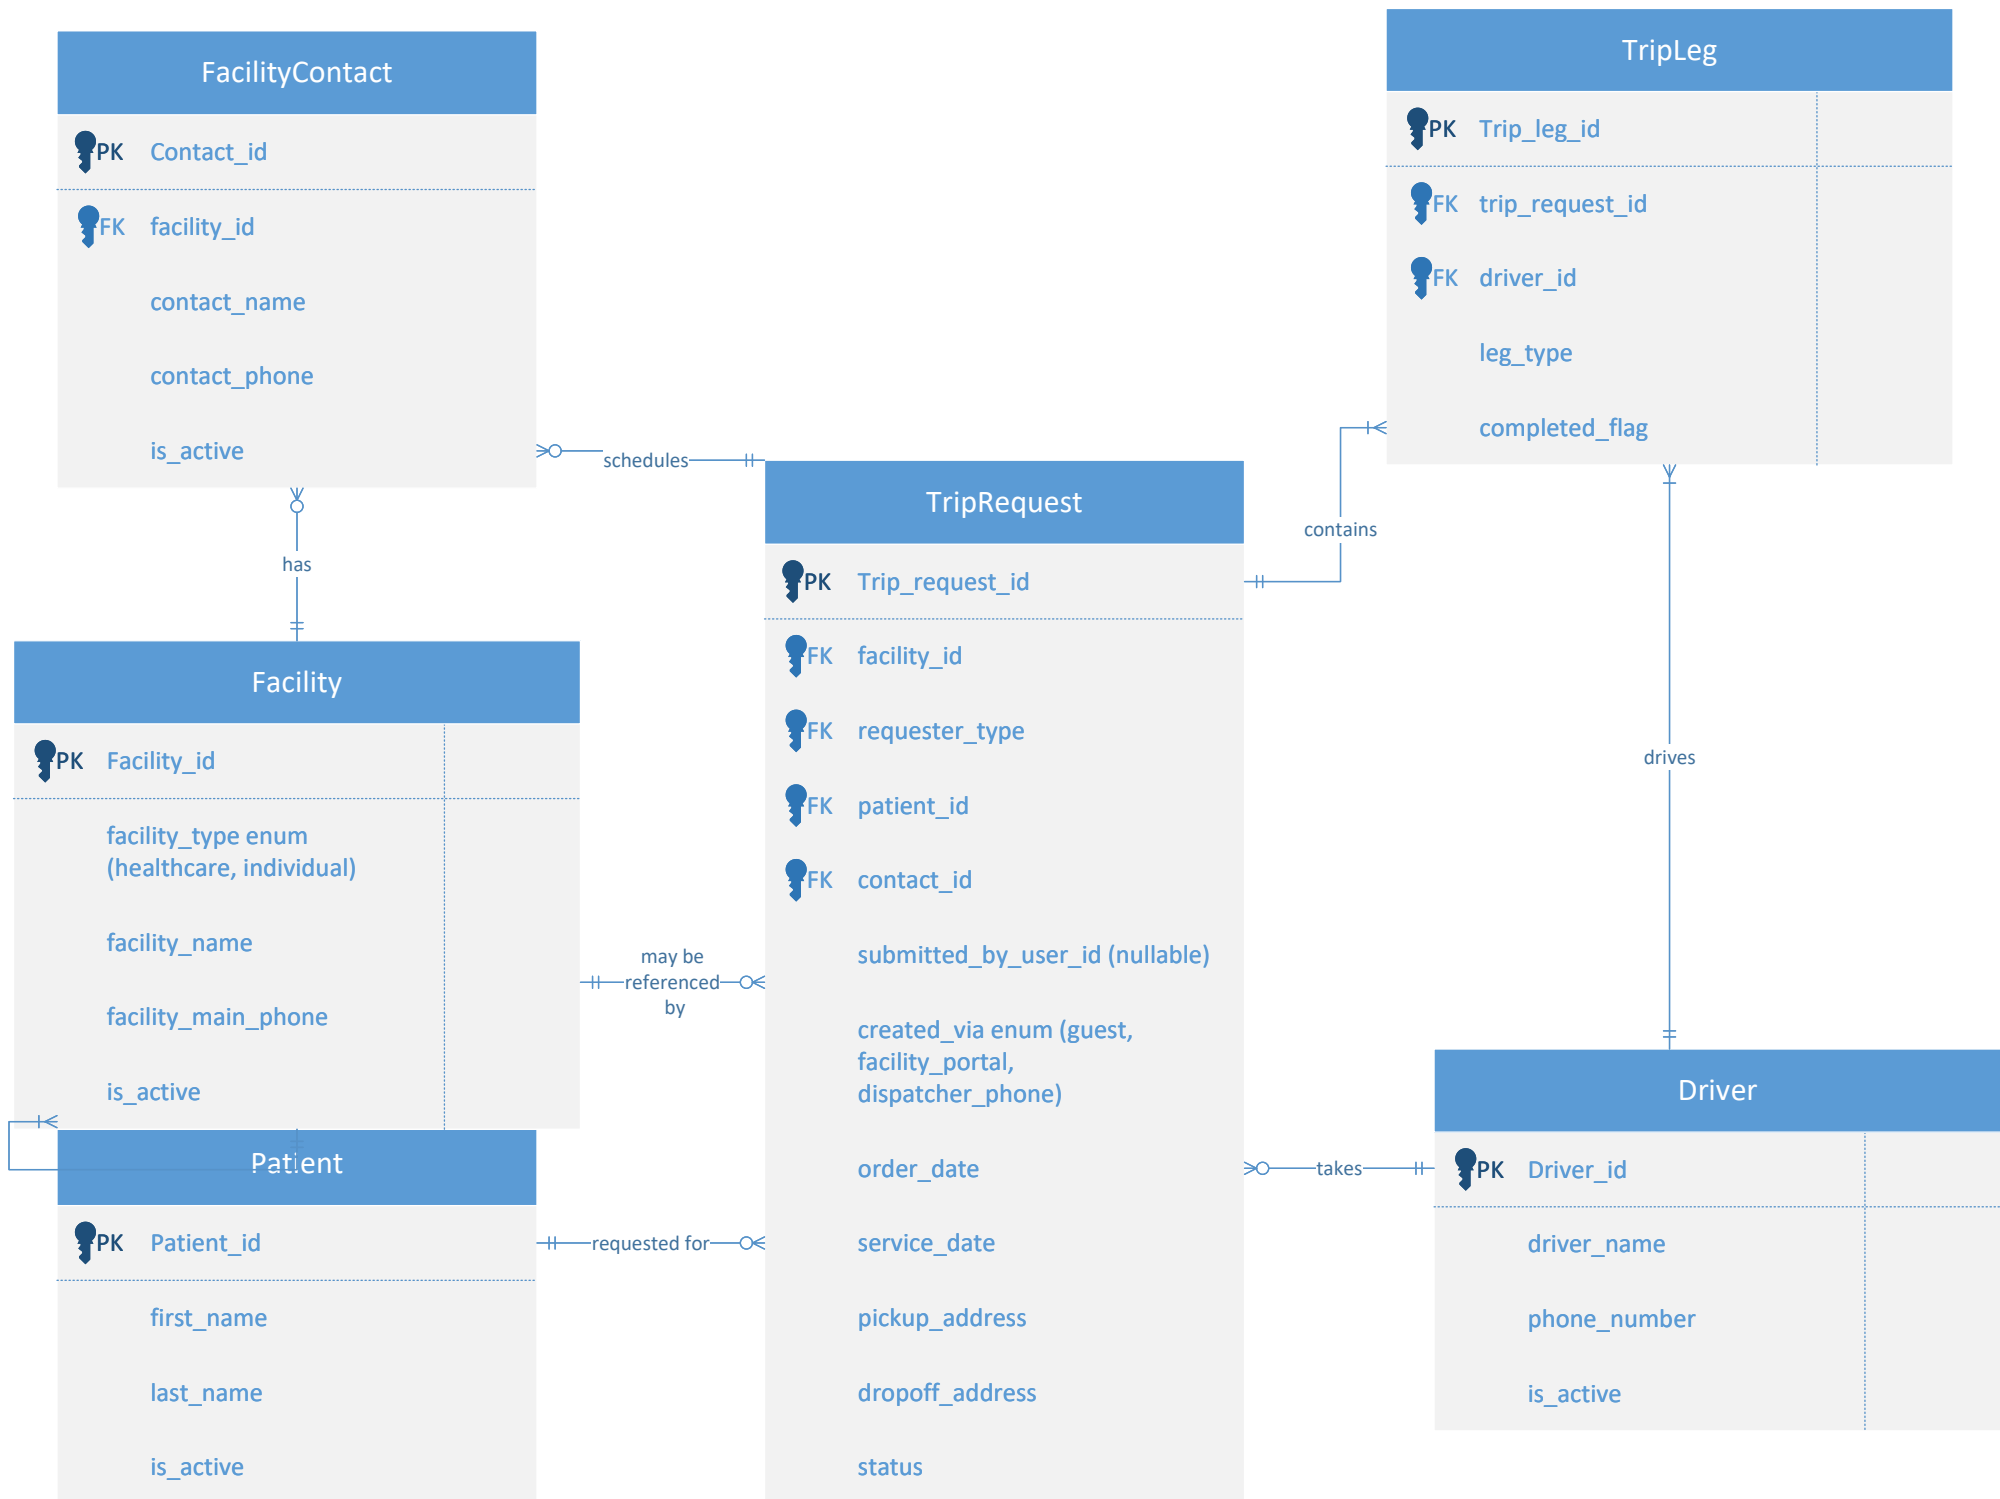 FacilityContact
PK Contact_id
FK facility_id
contact_name
contact_phone
is_active
schedules
has
Facility
PK Facility_id
facility_type enum
(healthcare, individual)
facility_name
facility_main_phone
is_active
may be
referenced
by
Patient
PK Patient_id
first_name
last_name
is_active
requested for
TripRequest
PK Trip_request_id
FK facility_id
FK requester_type
FK patient_id
FK contact_id
submitted_by_user_id (nullable)
created_via enum (guest,
facility_portal,
dispatcher_phone)
order_date
service_date
pickup_address
dropoff_address
status
contains
TripLeg
PK Trip_leg_id
FK trip_request_id
FK driver_id
leg_type
completed_flag
drives
takes
Driver
PK Driver_id
driver_name
phone_number
is_active